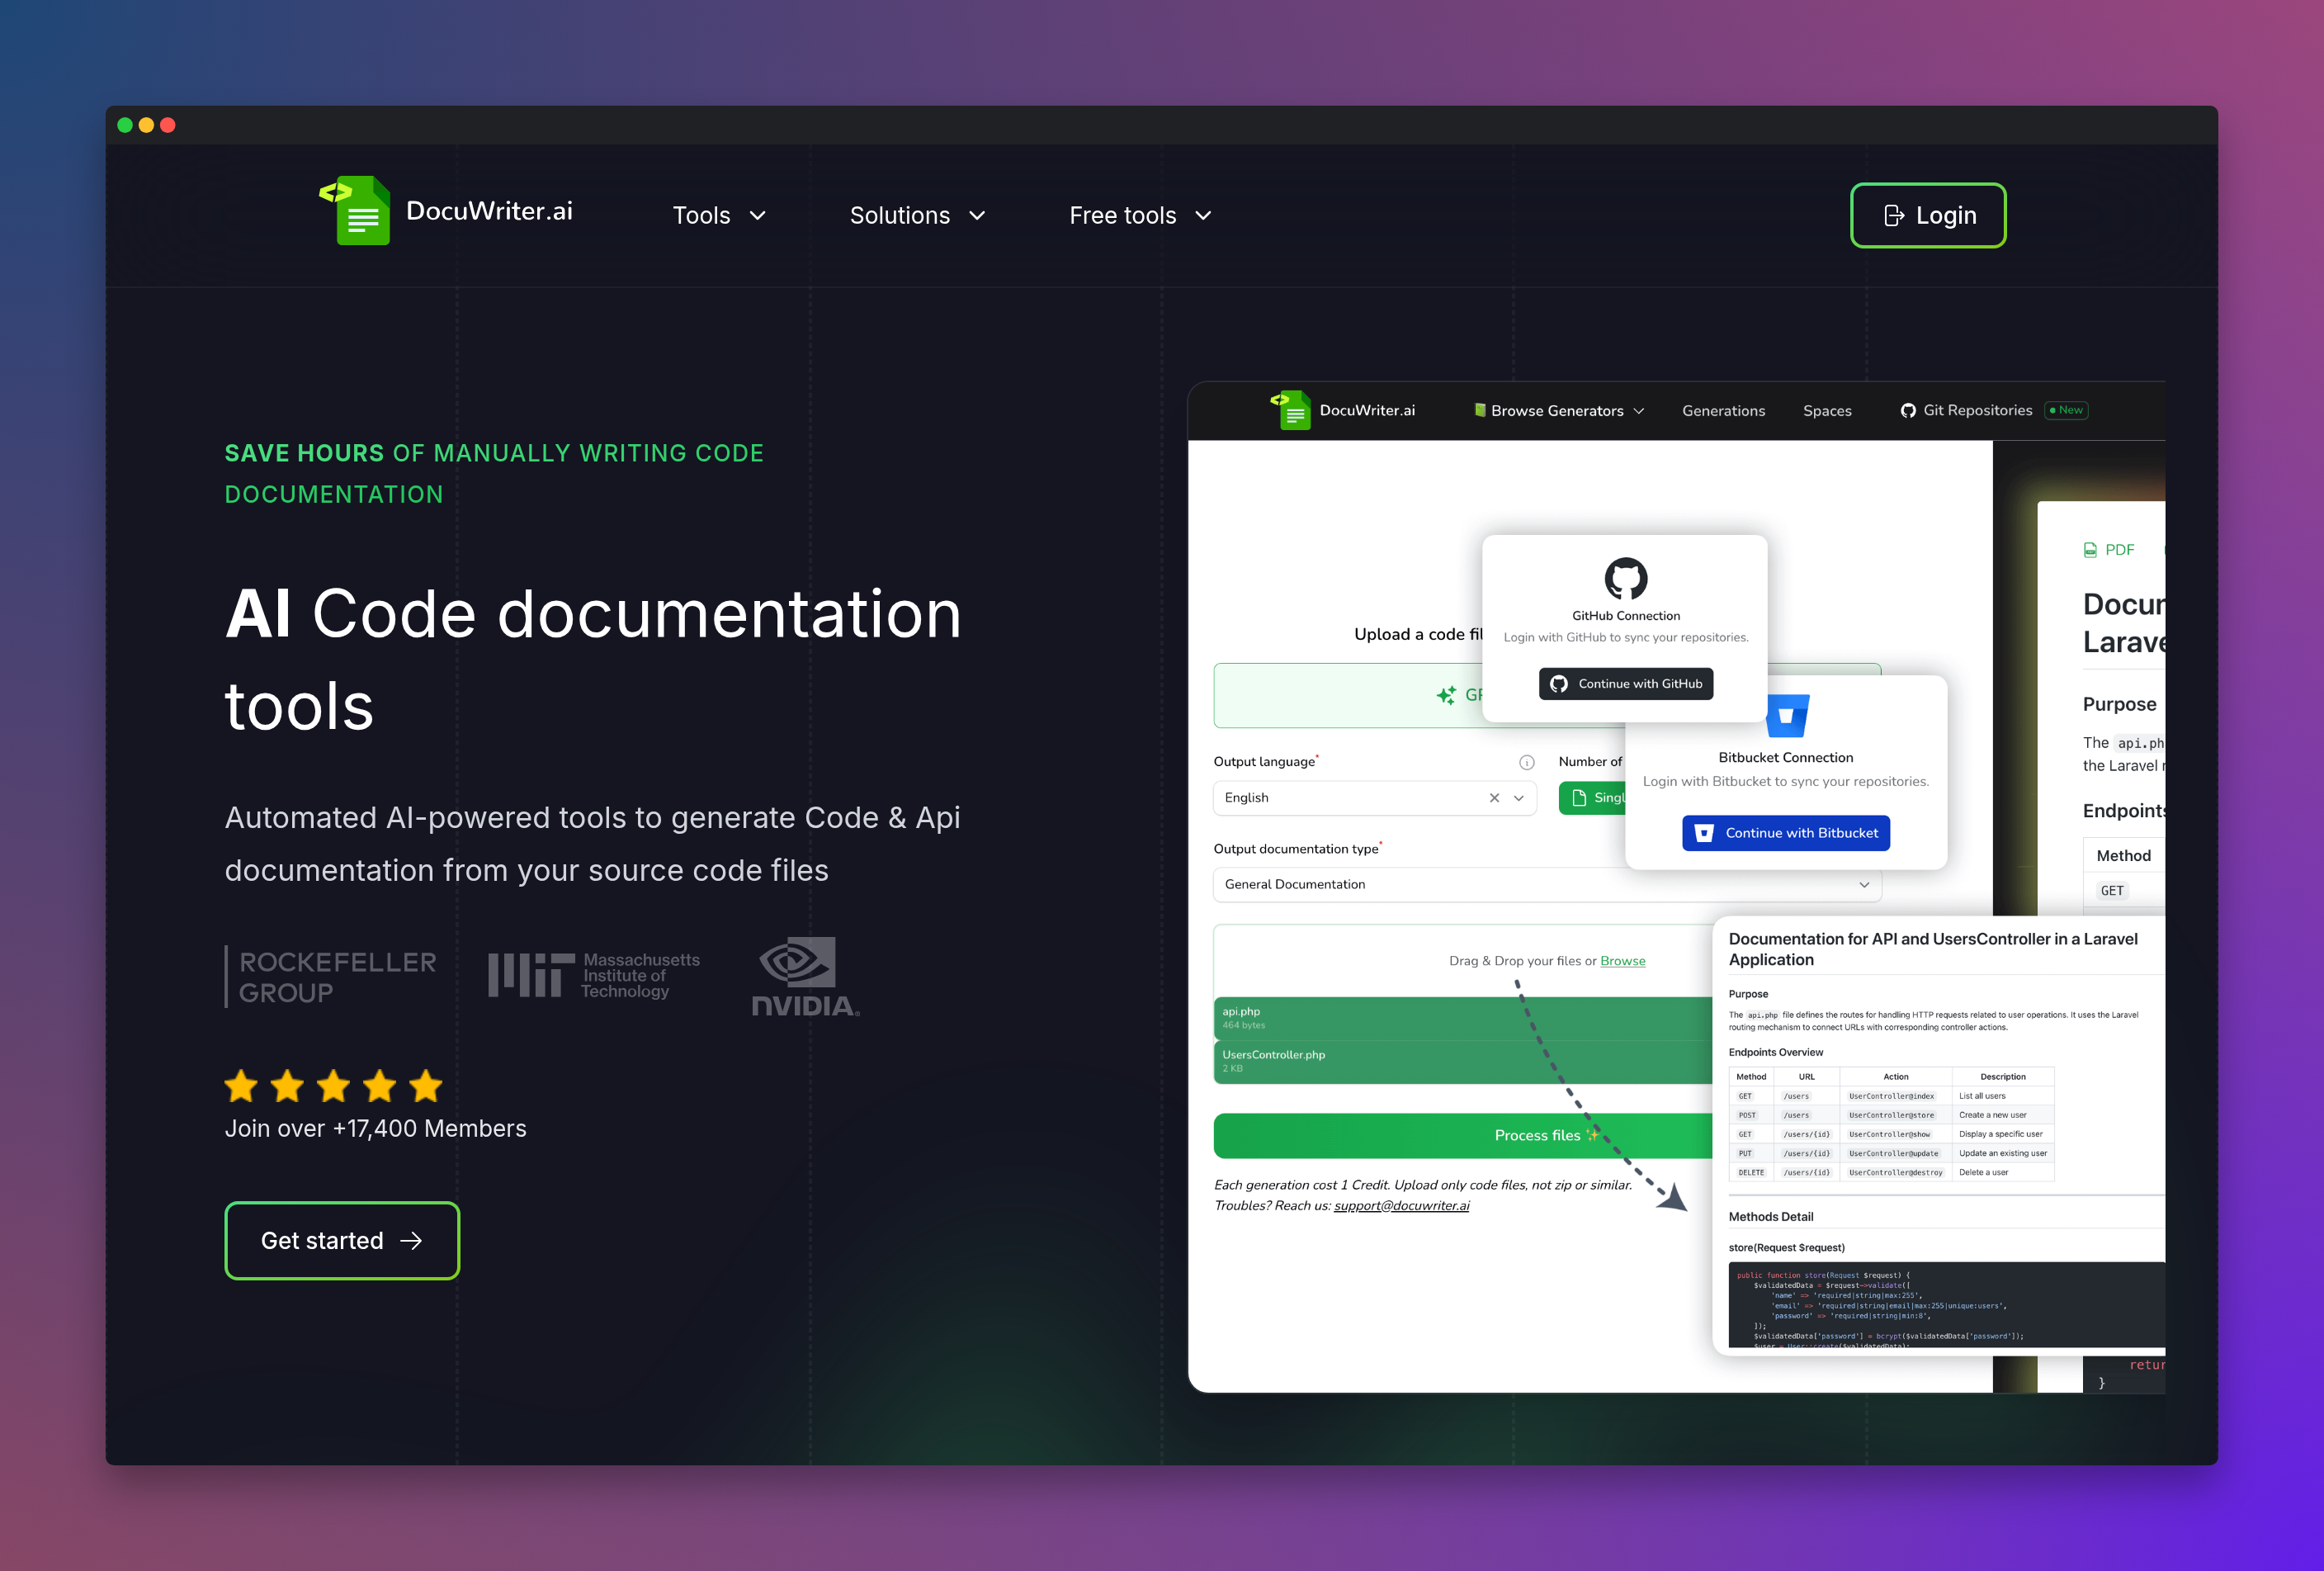 DocuWriter.ai
Tools
Solutions
Free tools
Login
SAVE HOURS OF MANUALLY WRITING CODE
DOCUMENTATION
AI Code documentation
tools
Automated AI-powered tools to generate Code & Api
documentation from your source code files
ROCKEFELLER
GROUP
Massachusetts
Institute of
Technology
NVIDIA®
Join over +17,400 Members
Get started
DocuWriter.ai
Browse Generators
Generations
Spaces
Git Repositories
New
Upload a code fil
GitHub Connection
Login with GitHub to sync your repositories.
Continue with GitHub
Output language*
Number of
English
Singl
Bitbucket Connection
Login with Bitbucket to sync your repositories.
Continue with Bitbucket
Output documentation type*
General Documentation
Drag & Drop your files or Browse
api.php
464 bytes
UsersController.php
2 KB
Process files
Each generation cost 1 Credit. Upload only code files, not zip or similar.
Troubles? Reach us: support@docuwriter.ai
PDF
Docur
Larave
Purpose
The api.ph
the Laravel r
Endpoints
Method
GET
Documentation for API and UsersController in a Laravel
Application
Purpose
The api.php file defines the routes for handling HTTP requests related to user operations. It uses the Laravel
routing mechanism to connect URLs with corresponding controller actions.
Endpoints Overview
Method URL Action Description
GET /users UserController@index List all users
POST /users UserController@store Create a new user
GET /users/{id} UserController@show Display a specific user
PUT /users/{id} UserController@update Update an existing user
DELETE /users/{id} UserController@destroy Delete a user
Methods Detail
store(Request $request)
public function store(Request $request) {
$validatedData = $request->validate([
'name' => 'required|string|max:255',
'email' => 'required|string|email|max:255|unique:users',
'password' => 'required|string|min:8',
]);
$validatedData['password'] = bcrypt($validatedData['password']);
$user = User::create($validatedData);
retur
}